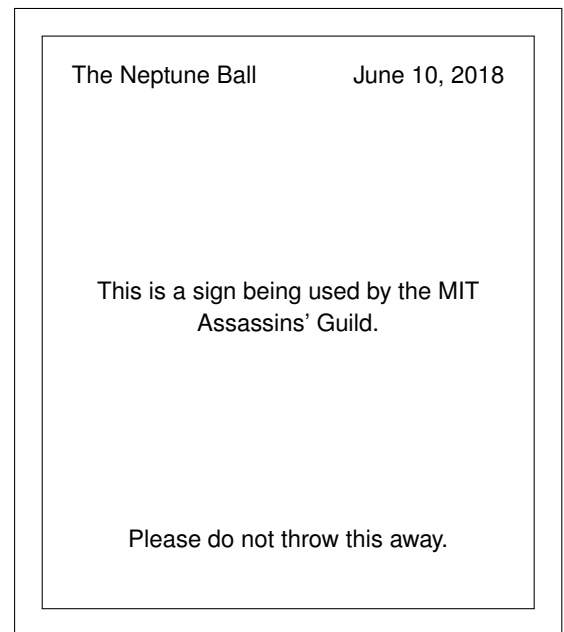 The Neptune Ball June 10, 2018
This is a sign being used by the MIT
Assassins’ Guild.
Please do not throw this away.